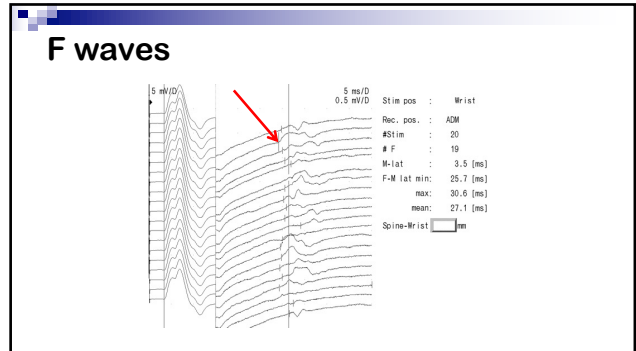 F waves
5 mV/D
5 ms/D
0.5 mV/D
Stim pos : Wrist
Rec. pos. : ADM
#Stim : 20
# F : 19
M-lat : 3.5 [ms]
F-M lat min: 25.7 [ms]
max: 30.6 [ms]
mean: 27.1 [ms]
Spine-Wrist mm